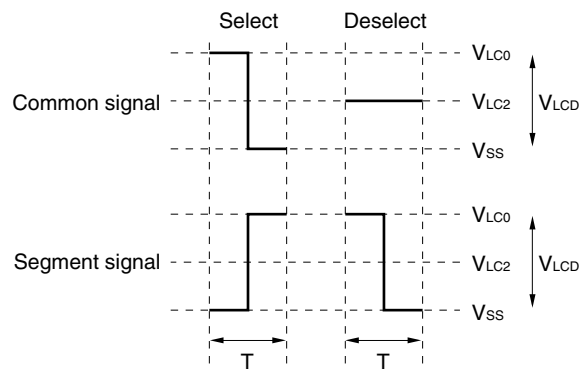 Select Deselect
VLC0
Common signal VLC2 VLCD
VSS
VLC0
Segment signal VLC2 VLCD
VSS
T T